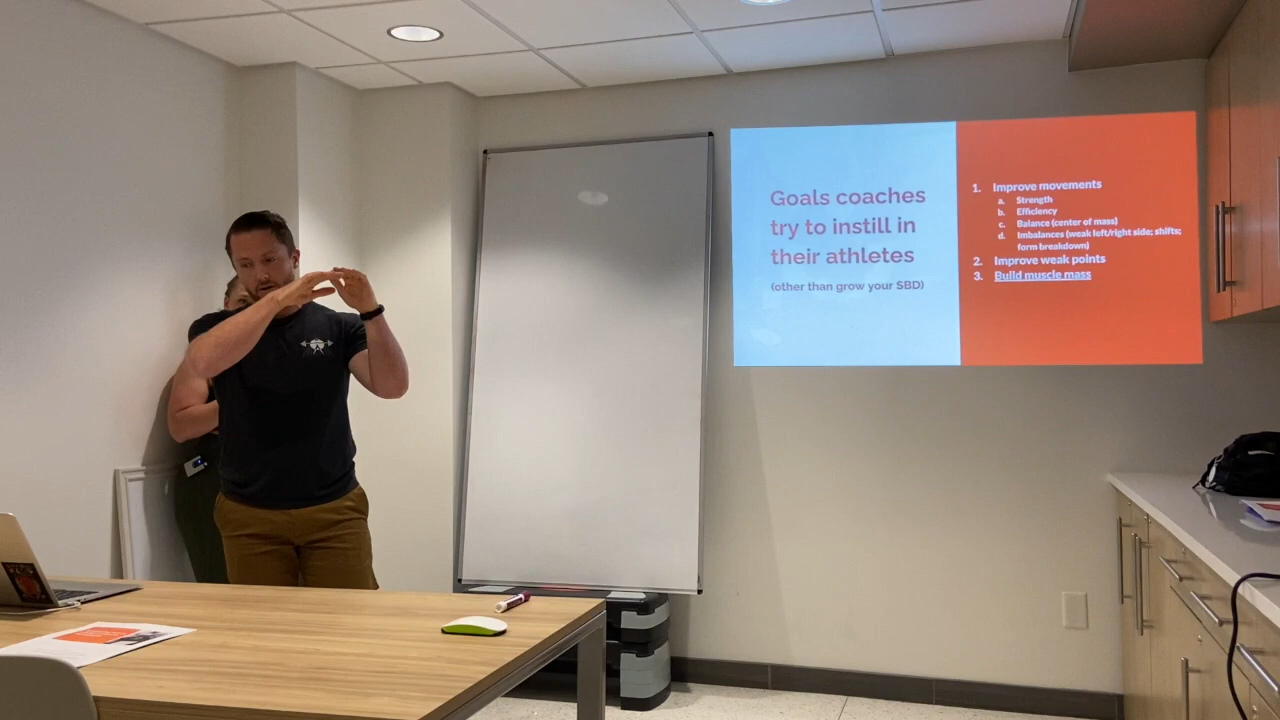 Goals coaches
try to instill in
their athletes
(other than grow your SBD)
1. Improve movements
a. Strength
b. Efficiency
c. Balance (center of mass)
d. Imbalances (weak left/right side; shifts;
form breakdown)
2. Improve weak points
3. Build muscle mass